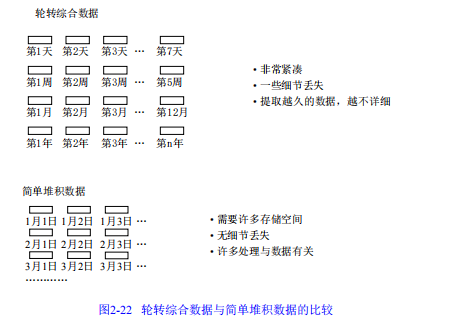 轮转综合数据
第1天 第2天 第3天 … 第7天
第1周 第2周 第3周 … 第5周
第1月 第2月 第3月 … 第12月
第1年 第2年 第3年 … 第n年
• 非常紧凑
• 一些细节丢失
• 提取越久的数据，越不详细
简单堆积数据
1月1日 1月2日 1月3日 …
2月1日 2月2日 2月3日 …
3月1日 3月2日 3月3日 …
…………
• 需要许多存储空间
• 无细节丢失
• 许多处理与数据有关
图2-22 轮转综合数据与简单堆积数据的比较